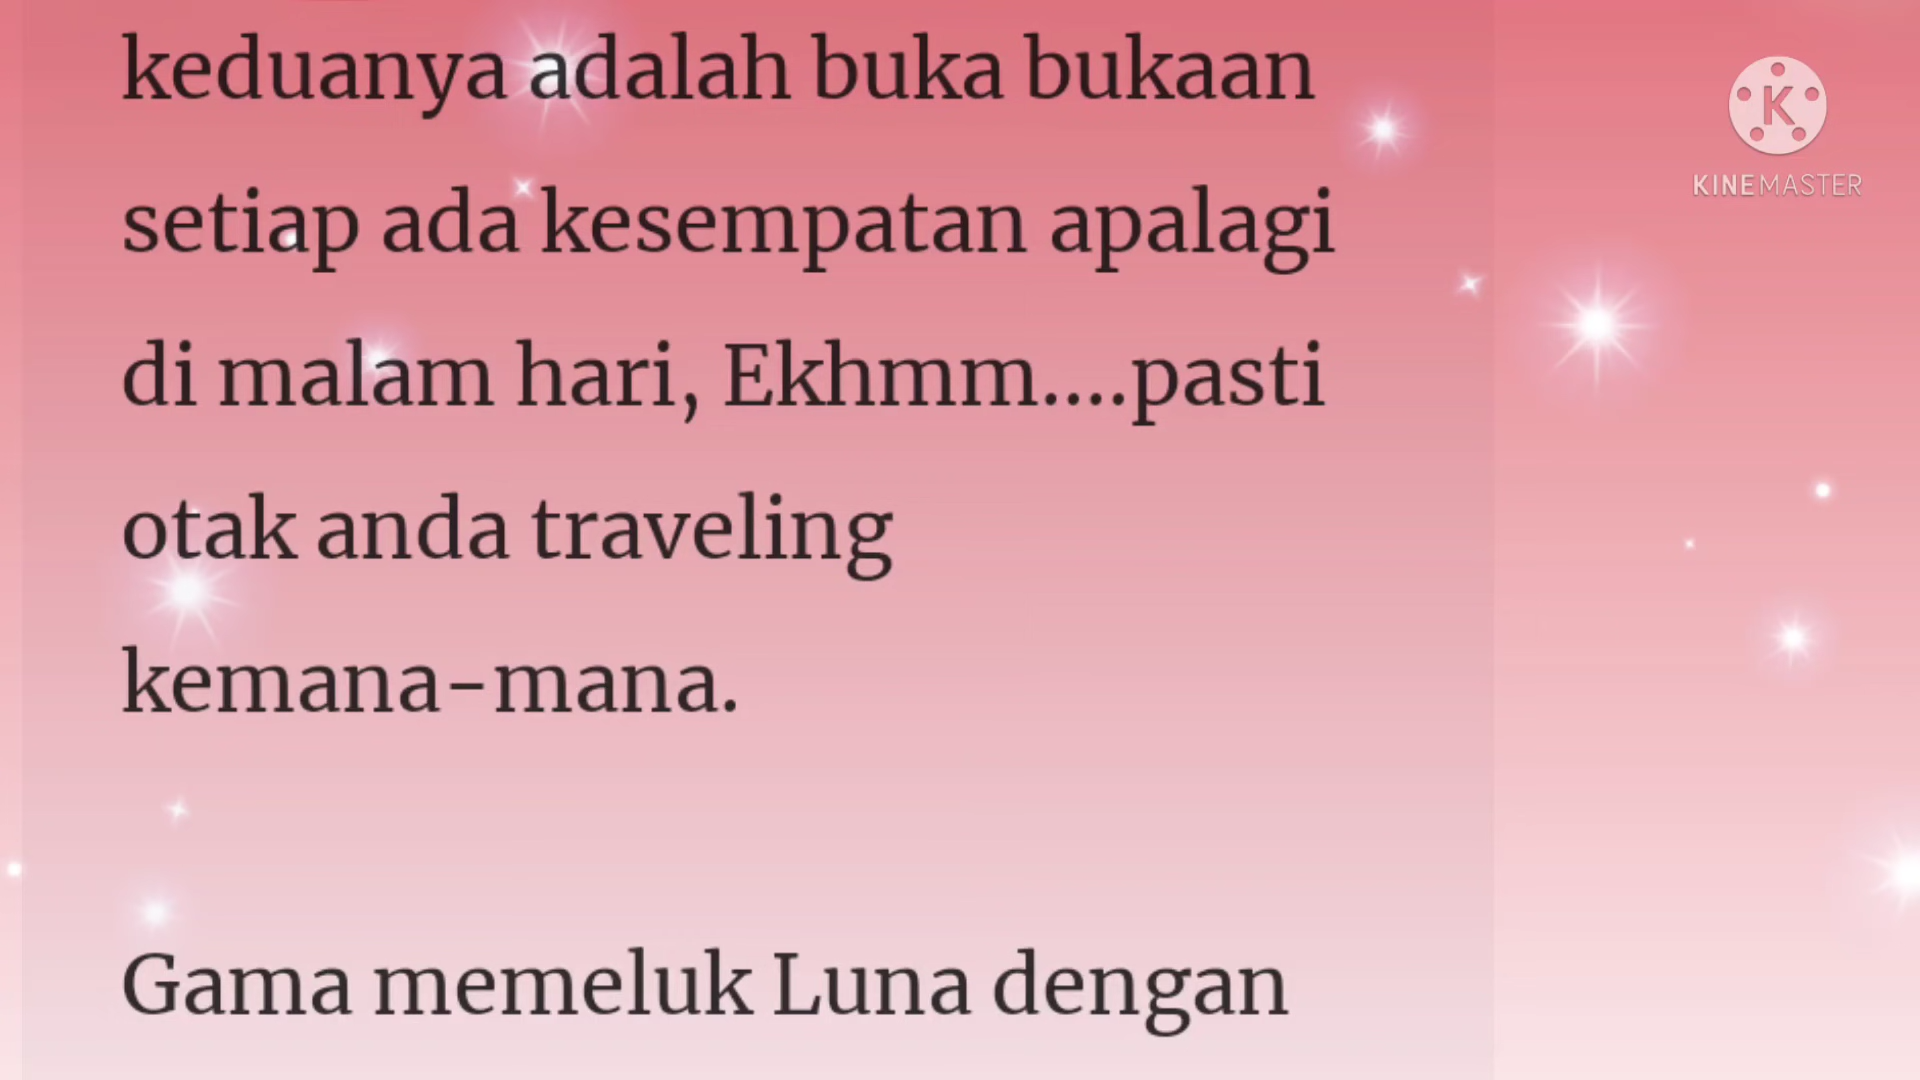 keduanya adalah buka bukaan
setiap ada kesempatan apalagi
di malam hari, Ekhmm....pasti
otak anda traveling
kemana-mana.
Gama memeluk Luna dengan
K
KINEMASTER